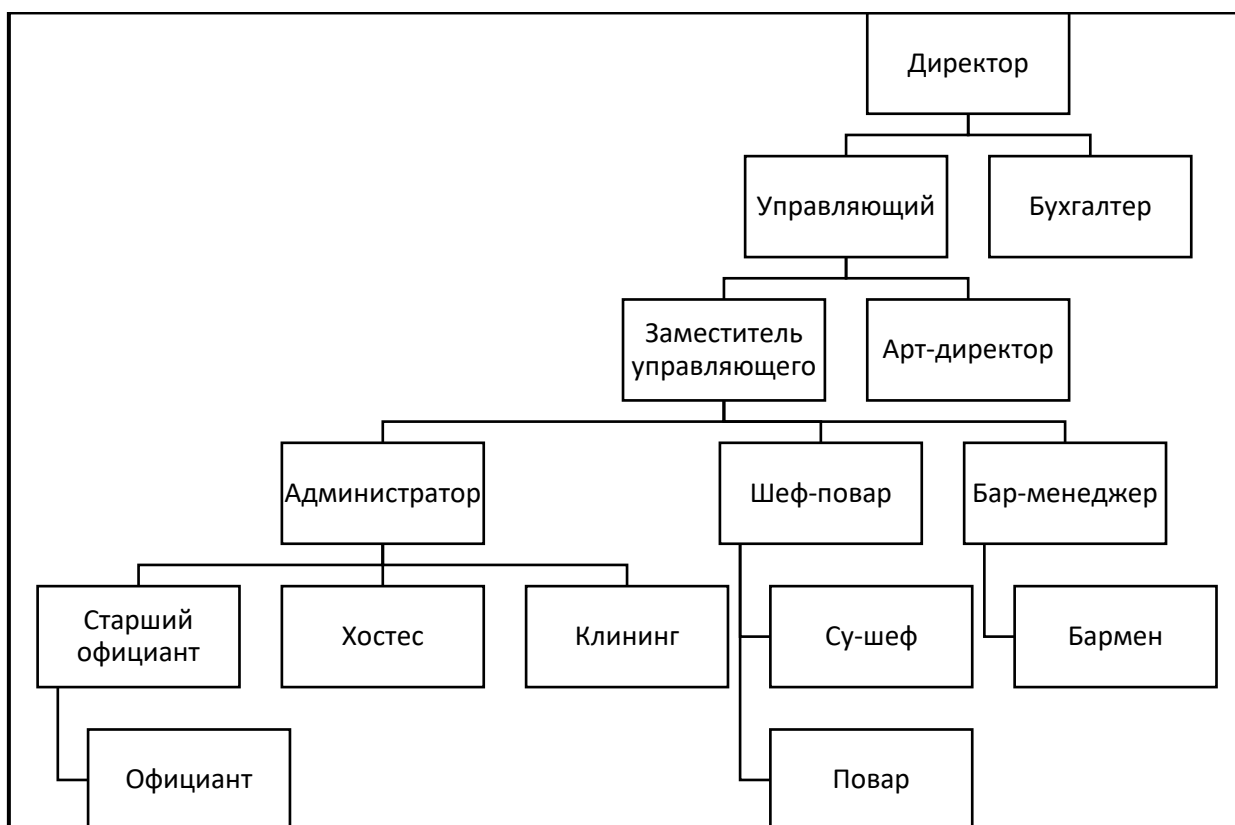 Директор
Управляющий
Бухгалтер
Заместитель
управляющего
Арт-директор
Администратор
Шеф-повар
Бар-менеджер
Старший
официант
Хостес
Клининг
Су-шеф
Бармен
Официант
Повар